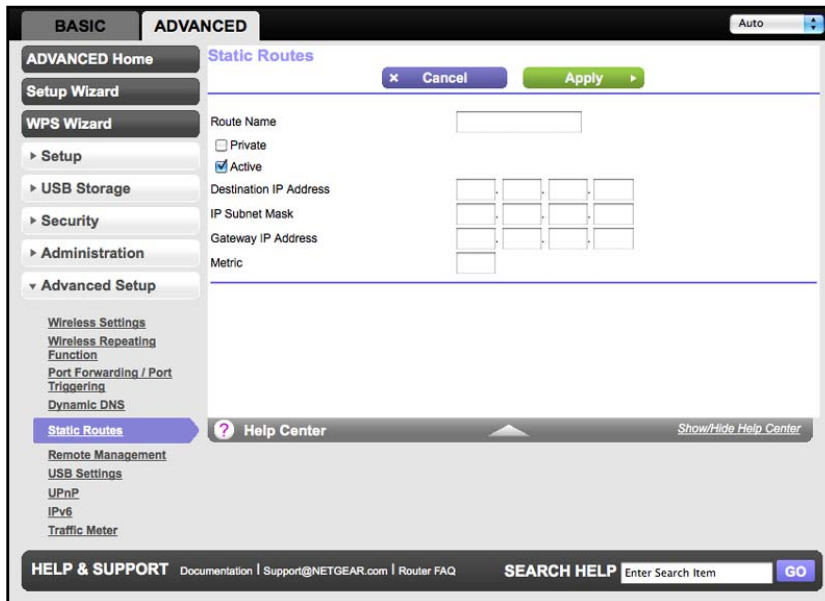 BASIC
ADVANCED
Auto
ADVANCED Home
Setup Wizard
WPS Wizard
Setup
USB Storage
Security
Administration
Advanced Setup
Wireless Settings
Wireless Repeating
Function
Port Forwarding / Port
Triggering
Dynamic DNS
Static Routes
Remote Management
USB Settings
UPnP
IPv6
Traffic Meter
Static Routes
× Cancel
Apply
Route Name
Private
Active
Destination IP Address
. . .
IP Subnet Mask
. . .
Gateway IP Address
. . .
Metric
? Help Center
Show/Hide Help Center
HELP & SUPPORT Documentation | Support@NETGEAR.com | Router FAQ
SEARCH HELP Enter Search Item GO